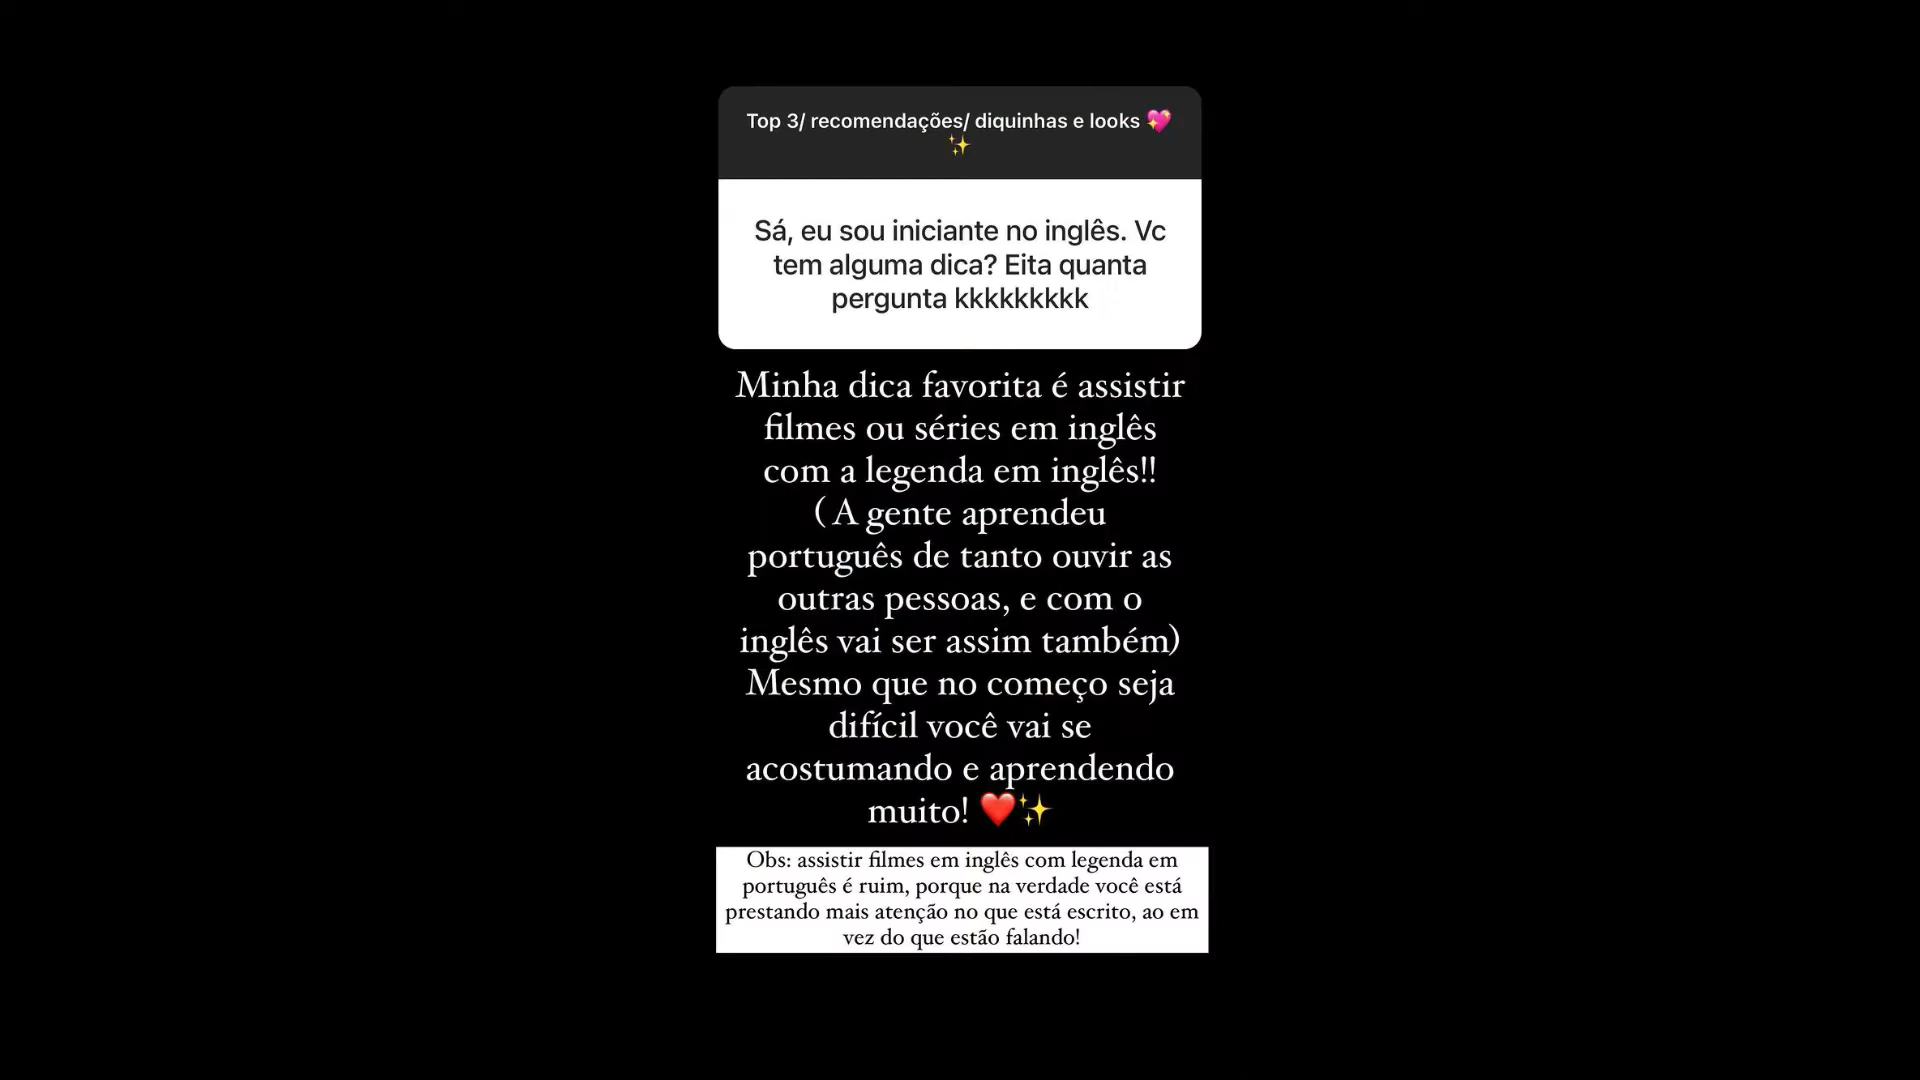 Top 3/ recomendações/ diquinhas e looks 💖
✨
Sá, eu sou iniciante no inglês. Vc
tem alguma dica? Eita quanta
pergunta kkkkkkkkk
Minha dica favorita é assistir
filmes ou séries em inglês
com a legenda em inglês!!
( A gente aprendeu
português de tanto ouvir as
outras pessoas, e com o
inglês vai ser assim também)
Mesmo que no começo seja
difícil você vai se
acostumando e aprendendo
muito! ❤️✨
Obs: assistir filmes em inglês com legenda em
português é ruim, porque na verdade você está
prestando mais atenção no que está escrito, ao em
vez do que estão falando!